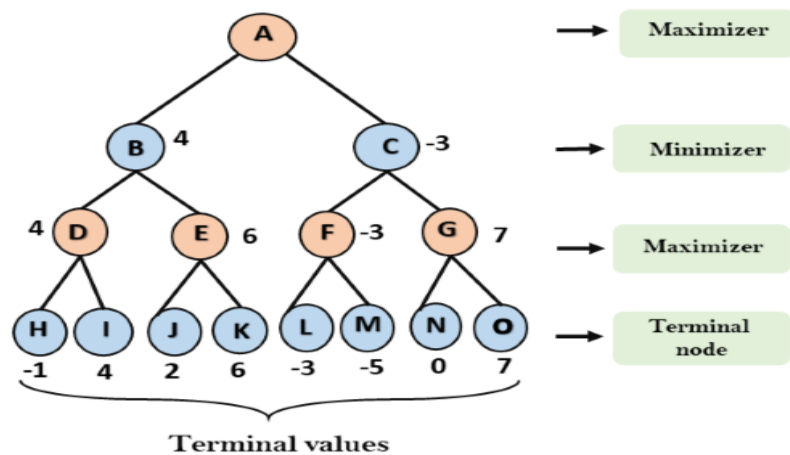 A
Maximizer
B 4
C -3
Minimizer
4 D
E 6
F -3
G 7
Maximizer
H I J K L M N O
Terminal
node
-1 4 2 6 -3 -5 0 7
Terminal values